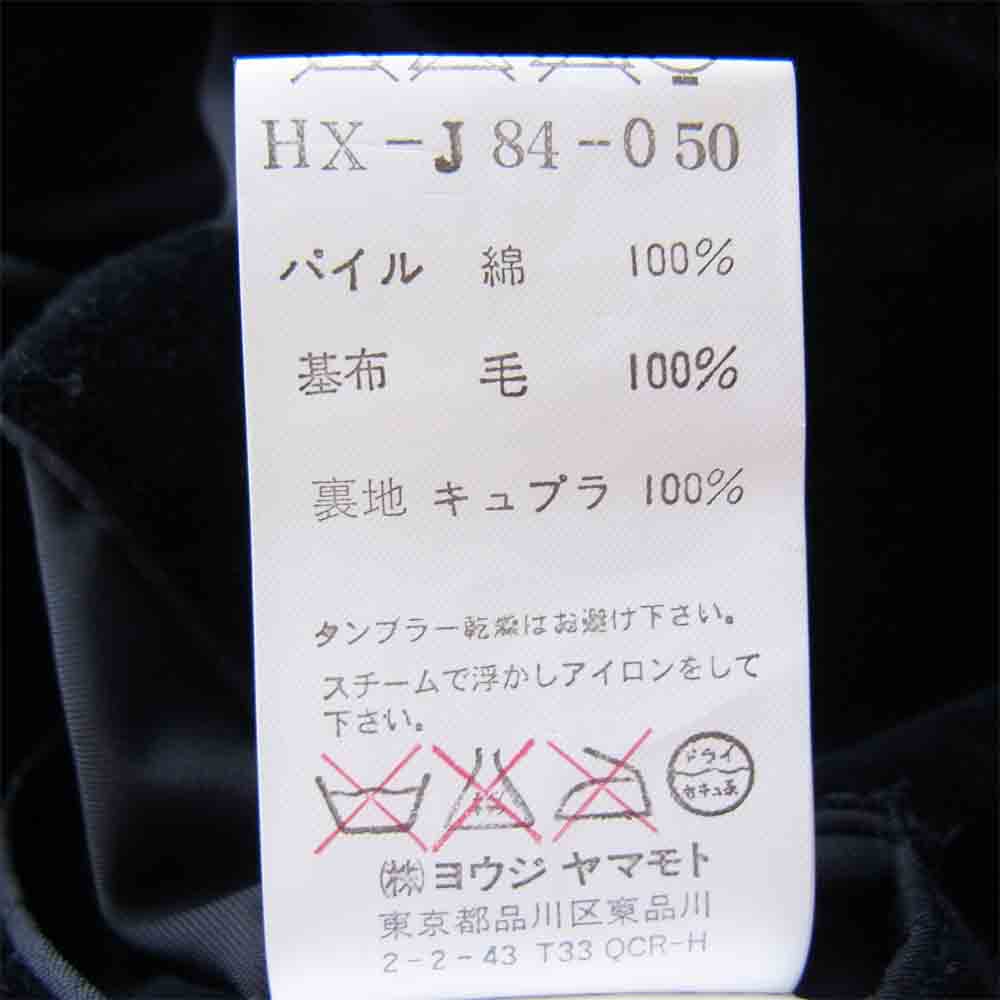 HX-J 84-050
パイル 綿 100%
基布 毛 100%
裏地 キュプラ 100%
タンブラー乾燥はお避け下さい。
スチームで浮かしアイロンをして
下さい。
ドライ
セキユ系
㈱ヨウジ ヤマモト
東京都品川区東品川
2-2-43 T33 QCR-H